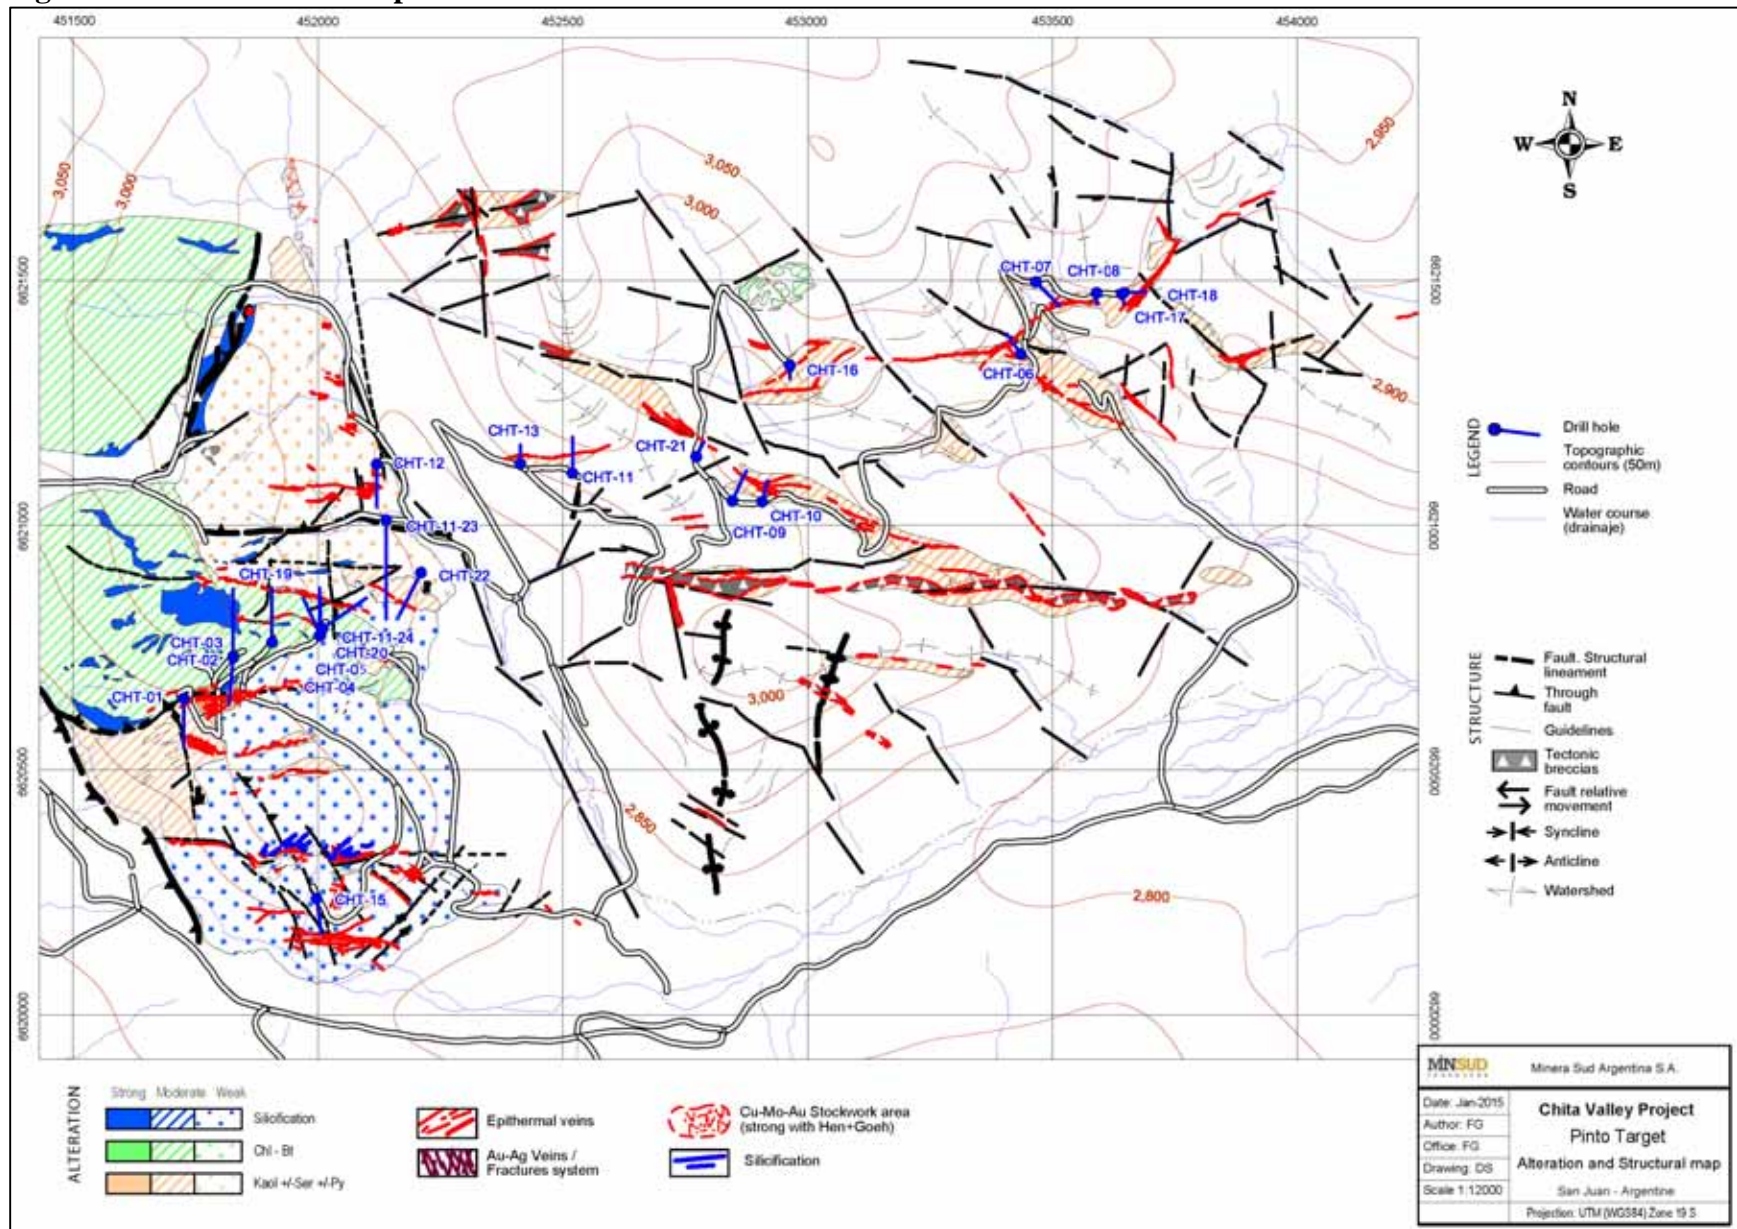 451500 452000 452500 453000 453500 454000
3,050
3,000
3,050
3,000
2,950
N
W E
S
6621500
6621500
CHT-07
CHT-08
CHT-18
CHT-17
CHT-16
CHT-06
2,900
CHT-13
CHT-21
CHT-12
CHT-11
CHT-10
CHT-09
CHT-11-23
6621000
6621000
CHT-19
CHT-22
CHT-03
CHT-02
CHT-11-24
CHT-20
CHT-05
CHT-04
CHT-01
3,000
6620500
6620500
2,850
CHT-15
2,800
6620000
6620000
LEGEND
Drill hole
Topographic
contours (50m)
Road
Water course
(drainaje)
STRUCTURE
Fault. Structural
lineament
Through
fault
Guidelines
Tectonic
breccias
Fault relative
movement
Syncline
Anticline
Watershed
ALTERATION
Strong Moderate Weak
Silicification
Chl - Bt
Kaol +/-Ser +/-Py
Epithermal veins
Au-Ag Veins /
Fractures system
Cu-Mo-Au Stockwork area
(strong with Hen+Goeh)
Silicification
MINSUD
Minera Sud Argentina S.A.
Date: Jan-2015
Author: FG
Office: FG
Drawing: DS
Scale 1:12000
Chita Valley Project
Pinto Target
Alteration and Structural map
San Juan - Argentine
Projection: UTM (WGS84) Zone 19 S